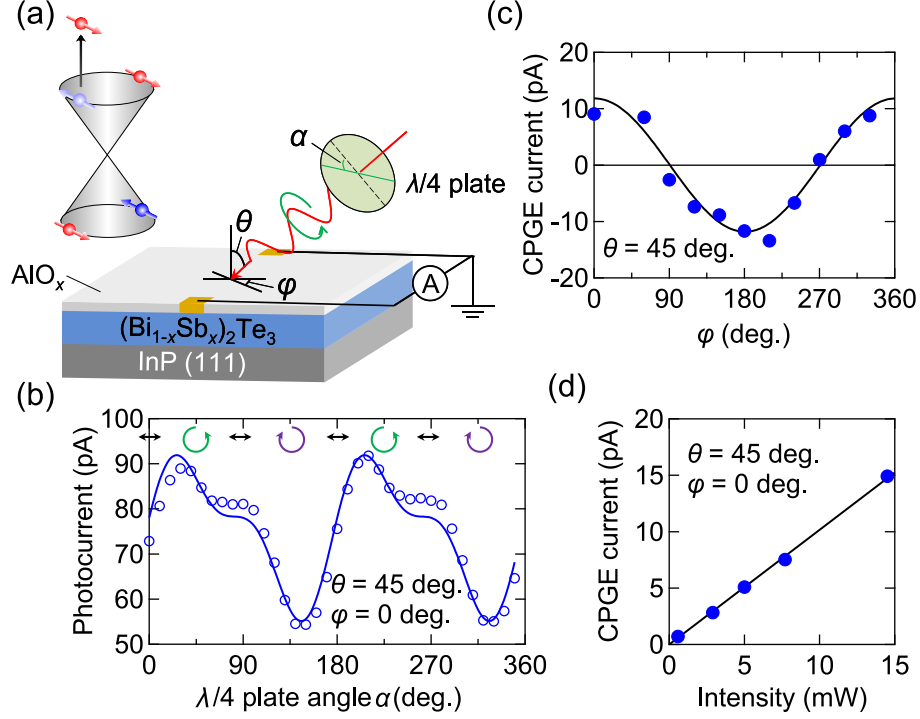 (a)
α
λ/4 plate
θ
φ
A
AlOₓ
(Bi₁₋ₓSbₓ)₂Te₃
InP (111)
(b)
100
90
80
70
60
50
Photocurrent (pA)
θ = 45 deg.
φ = 0 deg.
0 90 180 270 360
λ/4 plate angle α (deg.)
(c)
20
10
0
-10
-20
CPGE current (pA)
θ = 45 deg.
0 90 180 270 360
φ (deg.)
(d)
20
15
10
5
0
CPGE current (pA)
θ = 45 deg.
φ = 0 deg.
0 5 10 15
Intensity (mW)